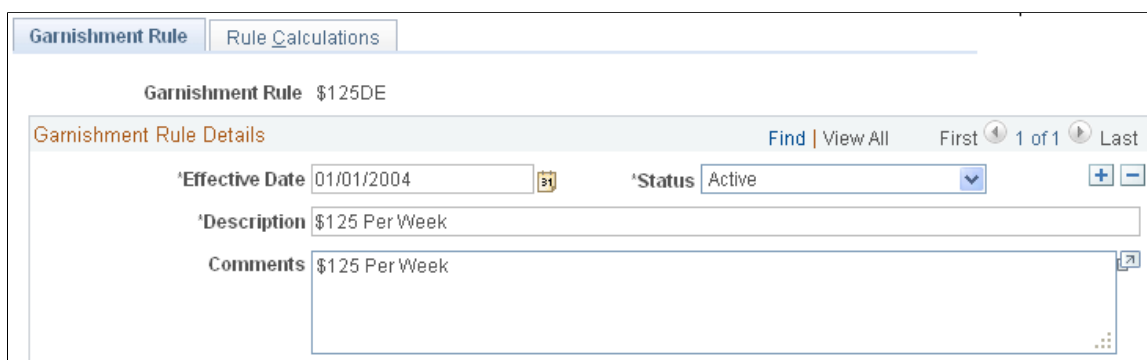 Garnishment Rule Rule Calculations
Garnishment Rule $125DE
Garnishment Rule Details Find | View All First 1 of 1 Last
*Effective Date 01/01/2004 31 *Status Active
*Description $125 Per Week
Comments $125 Per Week